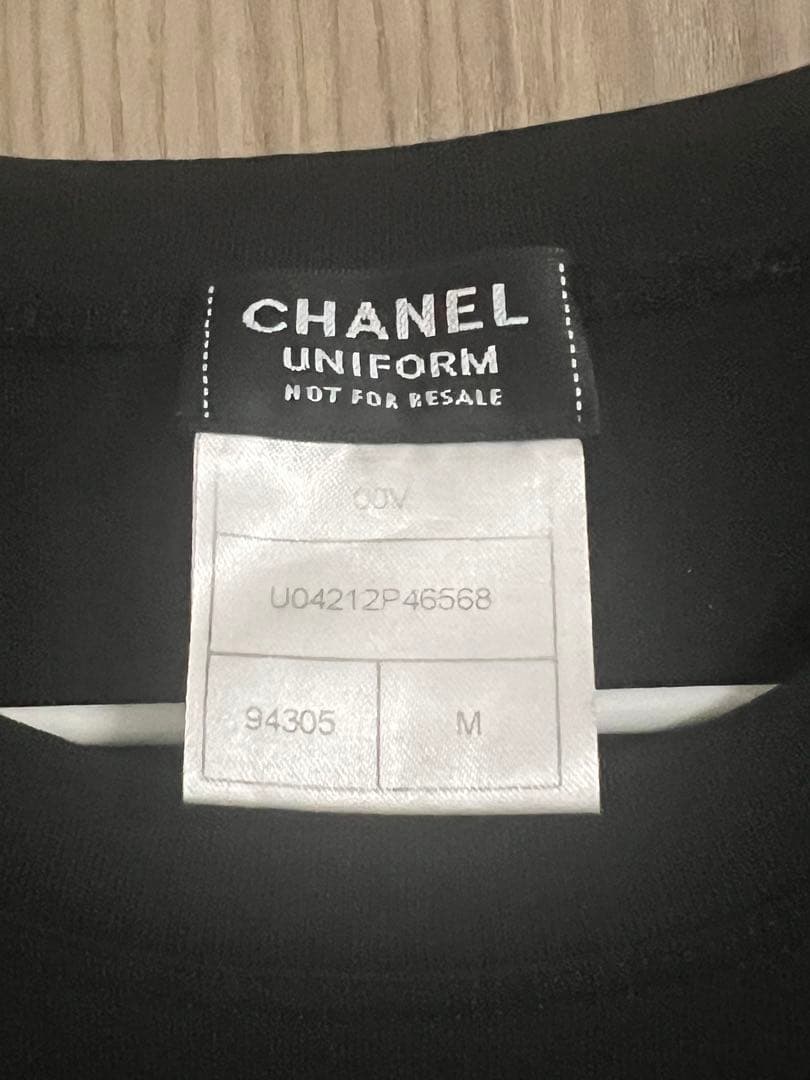 CHANEL
UNIFORM
NOT FOR RESALE
00V
U04212P46568
94305 M